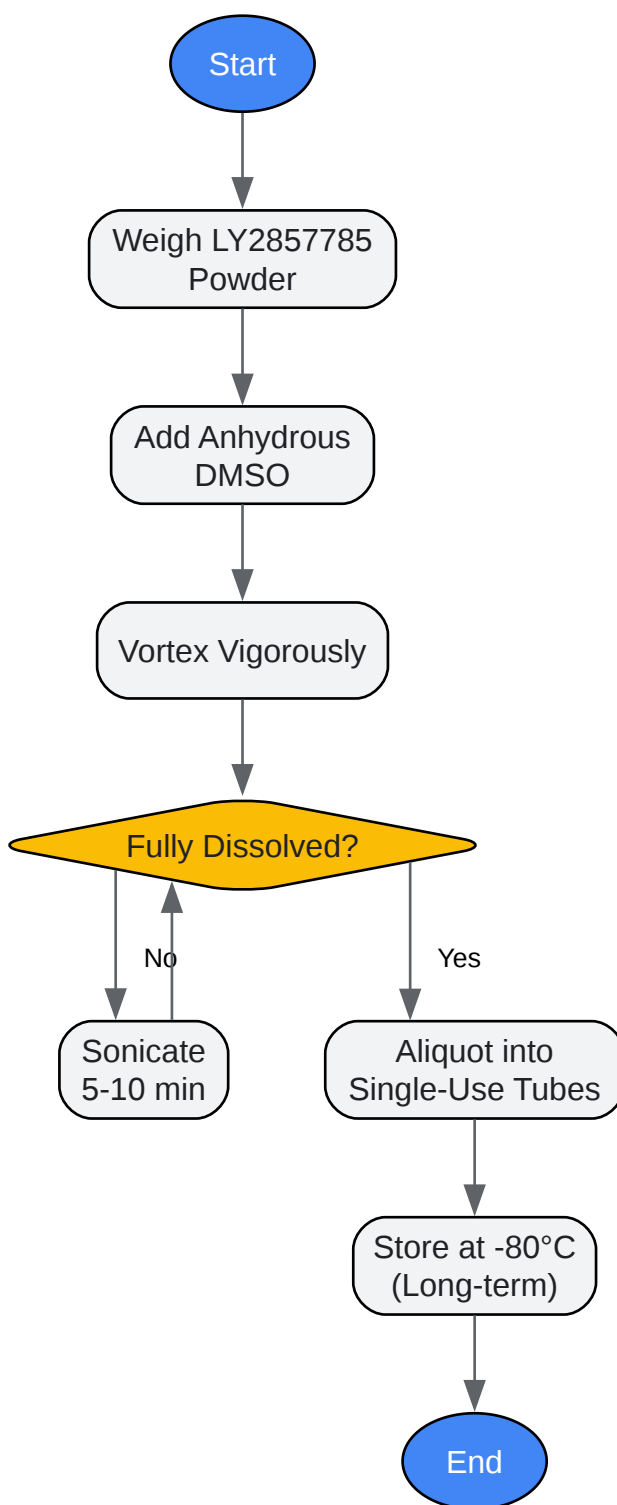 Start
Weigh LY2857785
Powder
Add Anhydrous
DMSO
Vortex Vigorously
Fully Dissolved?
No
Yes
Sonicate
5-10 min
Aliquot into
Single-Use Tubes
Store at -80°C
(Long-term)
End